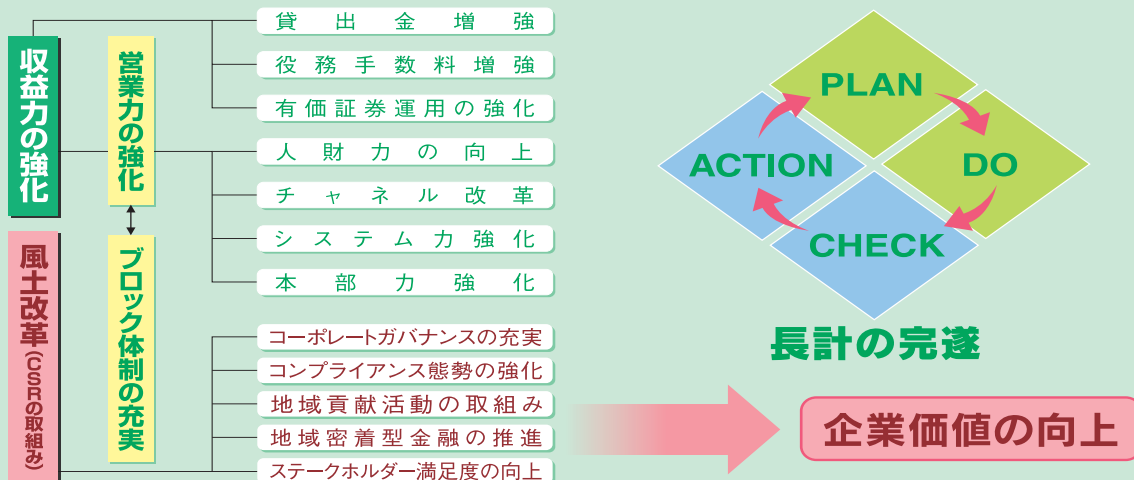 収益力の強化
営業力の強化
貸出金増強
役務手数料増強
有価証券運用の強化
人財力の向上
チャネル改革
システム力強化
本部力強化
風土改革(CSRの取組み)
ブロック体制の充実
コーポレートガバナンスの充実
コンプライアンス態勢の強化
地域貢献活動の取組み
地域密着型金融の推進
ステークホルダー満足度の向上
PLAN
DO
CHECK
ACTION
長計の完遂
企業価値の向上